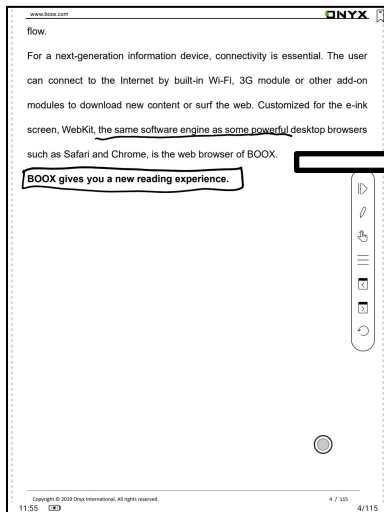 www.boox.com
ONYX
flow.
For a next-generation information device, connectivity is essential. The user
can connect to the Internet by built-in Wi-Fi, 3G module or other add-on
modules to download new content or surf the web. Customized for the e-ink
screen, WebKit, the same software engine as some powerful desktop browsers
such as Safari and Chrome, is the web browser of BOOX.
BOOX gives you a new reading experience.
Copyright © 2019 Onyx International. All rights reserved.
4 / 115
11:55
4/115